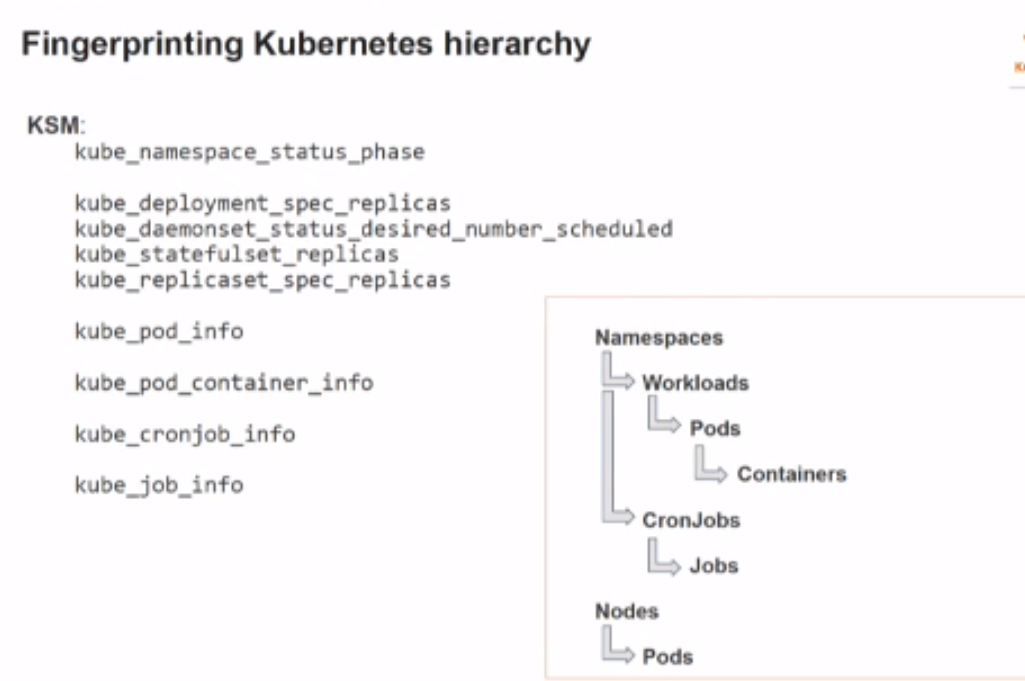 Fingerprinting Kubernetes hierarchy
KSM:
kube_namespace_status_phase
kube_deployment_spec_replicas
kube_daemonset_status_desired_number_scheduled
kube_statefulset_replicas
kube_replicaset_spec_replicas
kube_pod_info
kube_pod_container_info
kube_cronjob_info
kube_job_info
Namespaces
Workloads
Pods
Containers
CronJobs
Jobs
Nodes
Pods